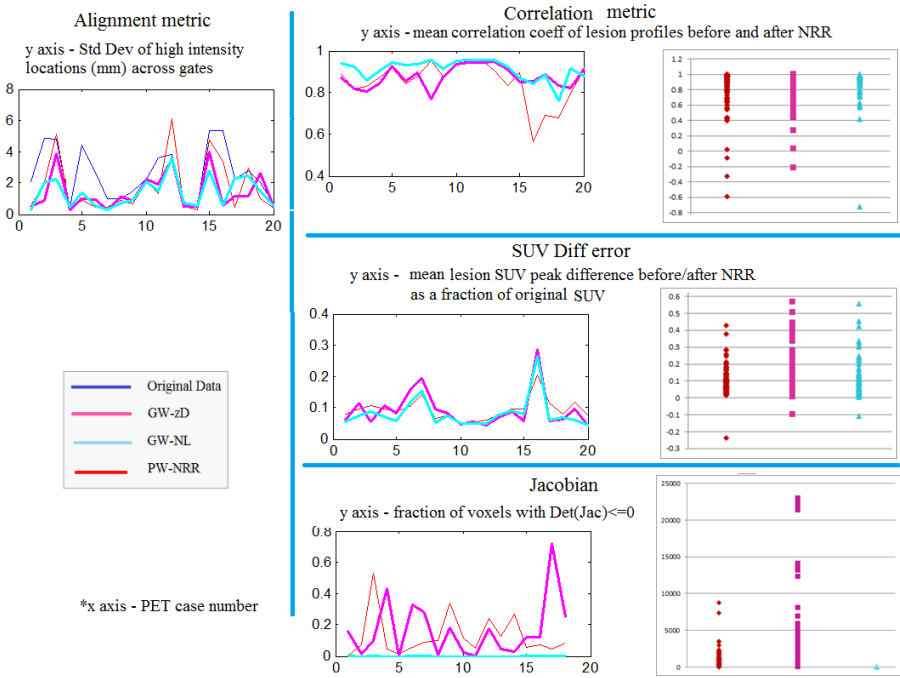 Alignment metric
y axis - Std Dev of high intensity
locations (mm) across gates
8
6
4
2
0
0 5 10 15 20
Original Data
GW-zD
GW-NL
PW-NRR
*x axis - PET case number
Correlation metric
y axis - mean correlation coeff of lesion profiles before and after NRR
1
0.8
0.6
0.4
0 5 10 15 20
1.2
1
0.8
0.6
0.4
0.2
0
-0.2
-0.4
-0.6
-0.8
SUV Diff error
y axis - mean lesion SUV peak difference before/after NRR
as a fraction of original SUV
0.4
0.3
0.2
0.1
0
0 5 10 15 20
0.6
0.5
0.4
0.3
0.2
0.1
0
-0.1
-0.2
-0.3
Jacobian
y axis - fraction of voxels with Det(Jac)<=0
0.8
0.6
0.4
0.2
0
0 5 10 15 20
25000
20000
15000
10000
5000
0